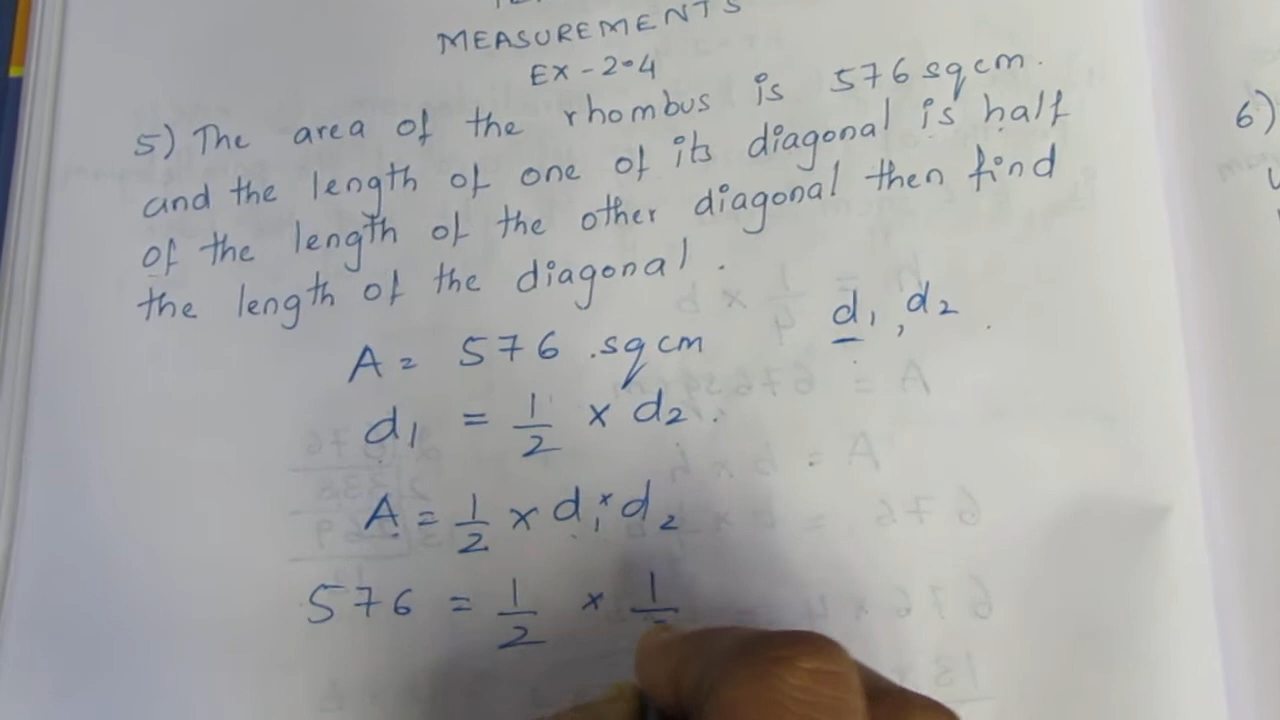 MEASUREMENTS
EX - 2.4
5) The area of the rhombus is 576 sqcm.
and the length of one of its diagonal is half
of the length of the other diagonal then find
the length of the diagonal.
d1, d2
A = 576 .sqcm
d1 = 1/2 × d2.
A = 1/2 × d1 × d2
576 = 1/2 × 1
6)